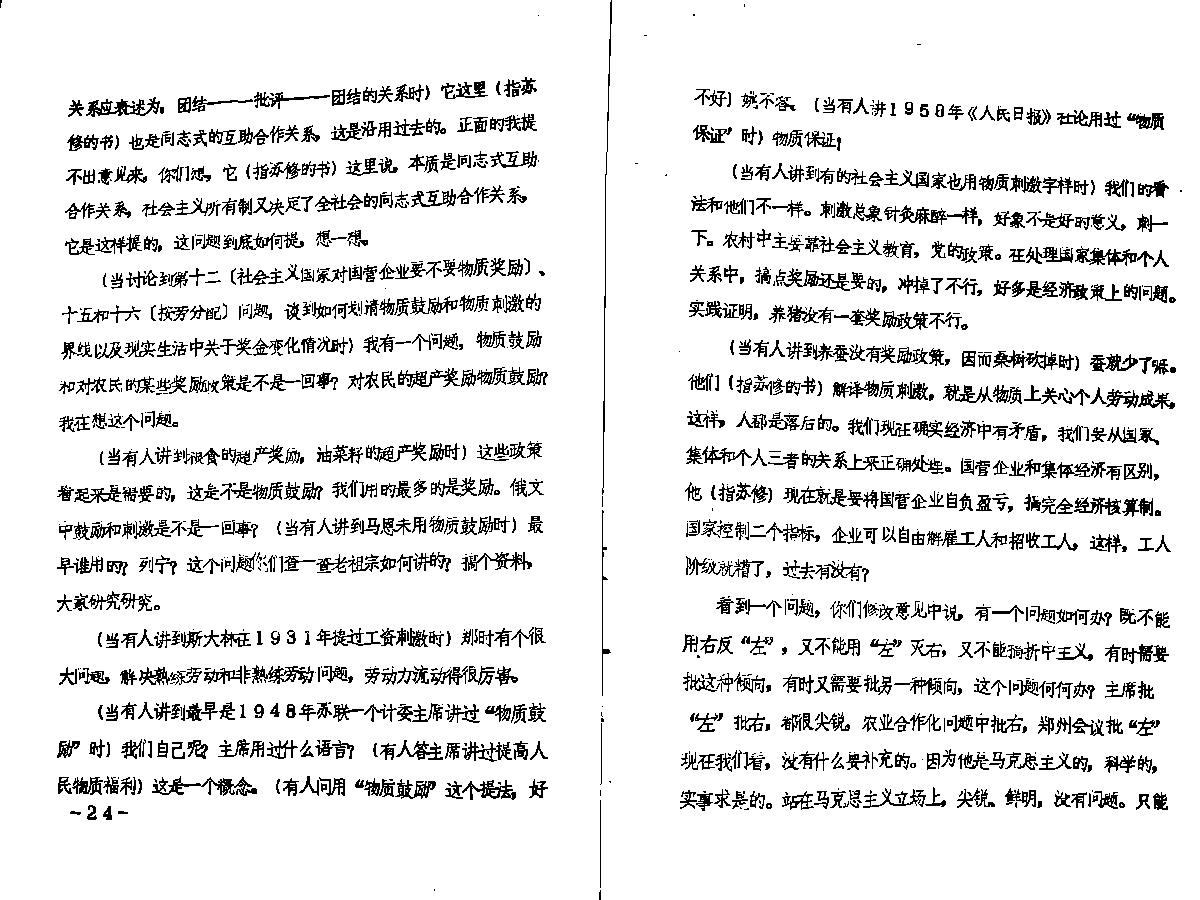 关系应表述为，团结———批评———团结的关系时）它这里（指苏
修的书）也是同志式的互助合作关系，这是沿用过去的。正面的我提
不出意见来，你们想，它（指苏修的书）这里说，本质是同志式互助
合作关系，社会主义所有制又决定了全社会的同志式互助合作关系，
它是这样提的，这问题到底如何提，想一想。
（当讨论到第十二〔社会主义国家对国营企业要不要物质奖励〕、
十五和十六〔按劳分配〕问题，谈到如何划清物质鼓励和物质刺激的
界线以及现实生活中关于奖金变化情况时）我有一个问题，物质鼓励
和对农民的某些奖励政策是不是一回事？对农民的超产奖励物质鼓励？
我在想这个问题。
（当有人讲到粮食的超产奖励，油菜籽的超产奖励时）这些政策
看起来是需要的，这是不是物质鼓励？我们用的最多的是奖励。俄文
中鼓励和刺激是不是一回事？（当有人讲到马恩未用物质鼓励时）最
早谁用的？列宁？这个问题你们查一查老祖宗如何讲的？搞个资料，
大家研究研究。
（当有人讲到斯大林在１９３１年提过工资刺激时）那时有个很
大问题，解决熟练劳动和非熟练劳动问题，劳动力流动得很厉害。
（当有人讲到最早是１９４８年苏联一个计委主席讲过“物质鼓
励”时）我们自己呢？主席用过什么语言？（有人答主席讲过提高人
民物质福利）这是一个概念。（有人问用“物质鼓励”这个提法，好
－２４－
不好）姚不答、（当有人讲１９５８年《人民日报》社论用过“物质
保证”时）物质保证？
（当有人讲到有的社会主义国家也用物质刺激字样时）我们的看
法和他们不一样。刺激总象针灸麻醉一样，好象不是好的意义，刺一
下。农村中主要靠社会主义教育，党的政策。在处理国家集体和个人
关系中，搞点奖励还是要的，冲掉了不行，好多是经济政策上的问题。
实践证明，养猪没有一套奖励政策不行。
（当有人讲到养蚕没有奖励政策，因而桑树砍掉时）蚕就少了嘛。
他们（指苏修的书）解译物质刺激，就是从物质上关心个人劳动成果，
这样，人都是落后的。我们现在确实经济中有矛盾，我们要从国家、
集体和个人三者的关系上来正确处理。国营企业和集体经济有区别，
他（指苏修）现在就是要将国营企业自负盈亏，搞完全经济核算制。
国家控制二个指标，企业可以自由解雇工人和招收工人，这样，工人
阶级就糟了，过去有没有？
看到一个问题，你们修改意见中说，有一个问题如何办？既不能
用右反“左”，又不能用“左”灭右，又不能搞折中主义，有时需要
批这种倾向，有时又需要批另一种倾向，这个问题何何办？主席批
“左”批右，都很尖锐。农业合作化问题中批右，郑州会议批“左”
现在我们看，没有什么要补充的。因为他是马克思主义的，科学的，
实事求是的。站在马克思主义立场上，尖锐、鲜明，没有问题。只能